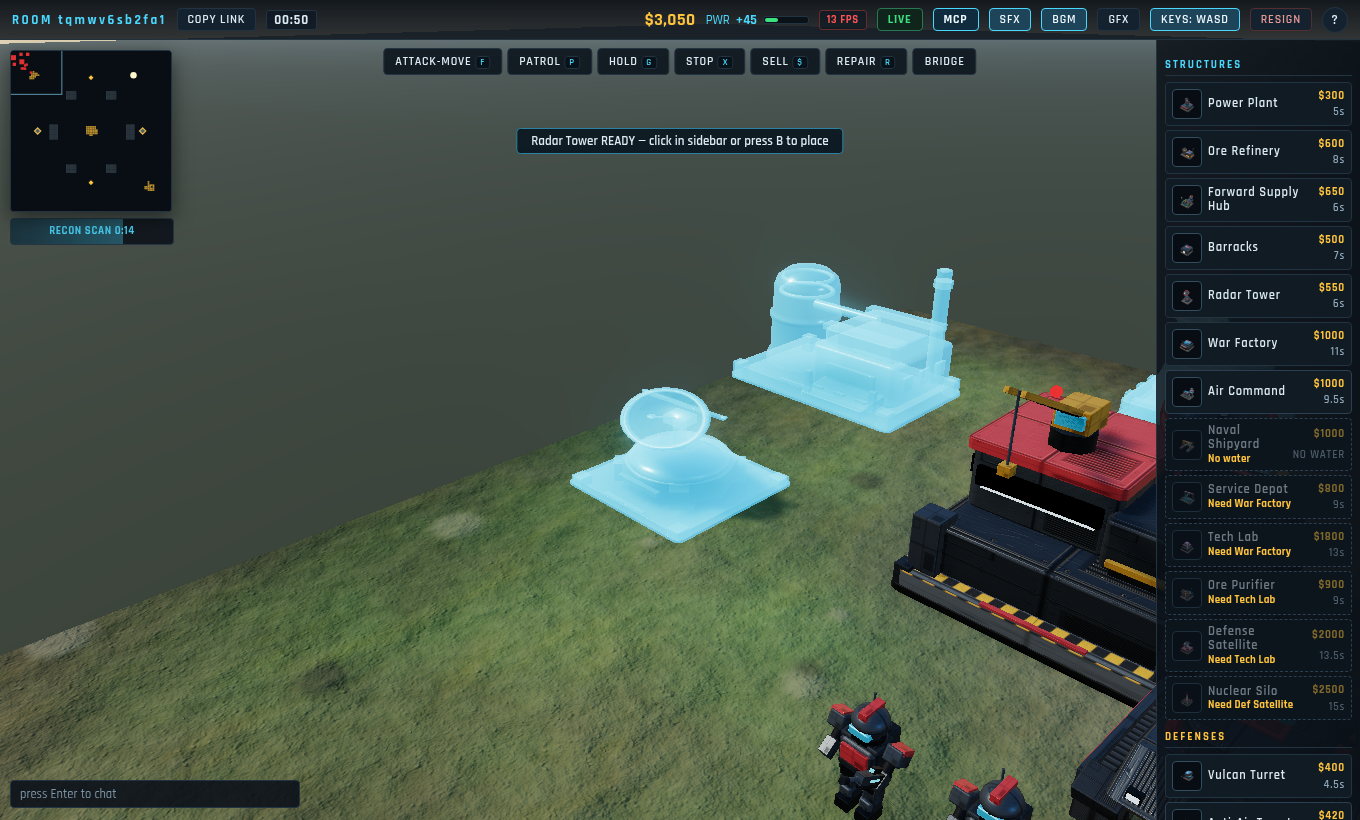 ROOM tqmwv6sb2fa1
COPY LINK
00:50
$3,050
PWR +45
13 FPS
LIVE
MCP
SFX
BGM
GFX
KEYS: WASD
RESIGN
?
ATTACK-MOVE F
PATROL P
HOLD G
STOP X
SELL $
REPAIR R
BRIDGE
Radar Tower READY — click in sidebar or press B to place
RECON SCAN 0:14
STRUCTURES
Power Plant $300 5s
Ore Refinery $600 8s
Forward Supply Hub $650 6s
Barracks $500 7s
Radar Tower $550 6s
War Factory $1000 11s
Air Command $1000 9.5s
Naval Shipyard $1000
No water NO WATER
Service Depot $800
Need War Factory 9s
Tech Lab $1800
Need War Factory 13s
Ore Purifier $900
Need Tech Lab 9s
Defense Satellite $2000
Need Tech Lab 13.5s
Nuclear Silo $2500
Need Def Satellite 15s
DEFENSES
Vulcan Turret $400 4.5s
$420
press Enter to chat